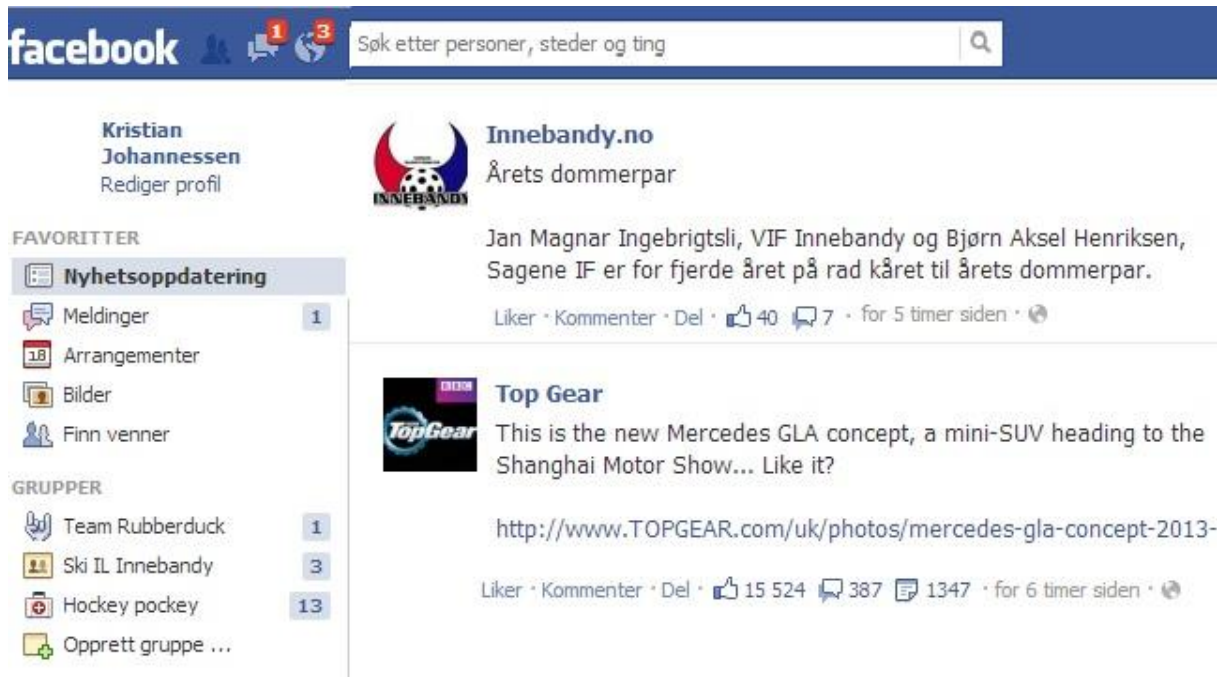 facebook
1
3
Søk etter personer, steder og ting
Kristian
Johannessen
Rediger profil
FAVORITTER
Nyhetsoppdatering
Meldinger 1
18 Arrangementer
Bilder
Finn venner
GRUPPER
Team Rubberduck 1
Ski IL Innebandy 3
Hockey pockey 13
Opprett gruppe ...
INNEBANDY
Innebandy.no
Årets dommerpar
Jan Magnar Ingebrigtsli, VIF Innebandy og Bjørn Aksel Henriksen,
Sagene IF er for fjerde året på rad kåret til årets dommerpar.
Liker · Kommenter · Del · 40 7 · for 5 timer siden ·
BBC
TopGear
Top Gear
This is the new Mercedes GLA concept, a mini-SUV heading to the
Shanghai Motor Show... Like it?
http://www.TOPGEAR.com/uk/photos/mercedes-gla-concept-2013-
Liker · Kommenter · Del · 15 524 387 1347 · for 6 timer siden ·